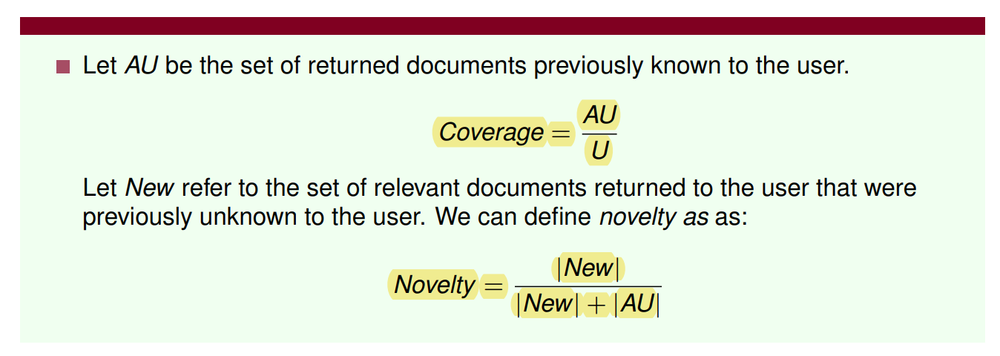 Let AU be the set of returned documents previously known to the user.
Coverage = AU / U
Let New refer to the set of relevant documents returned to the user that were
previously unknown to the user. We can define novelty as as:
Novelty = |New| / |New| + |AU|